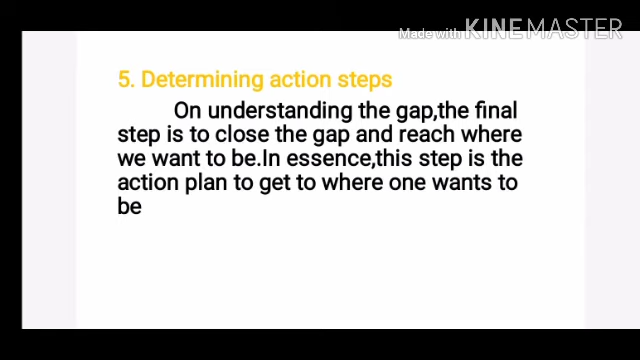 Made with KINEMASTER
5. Determining action steps
On understanding the gap,the final
step is to close the gap and reach where
we want to be.In essence,this step is the
action plan to get to where one wants to
be